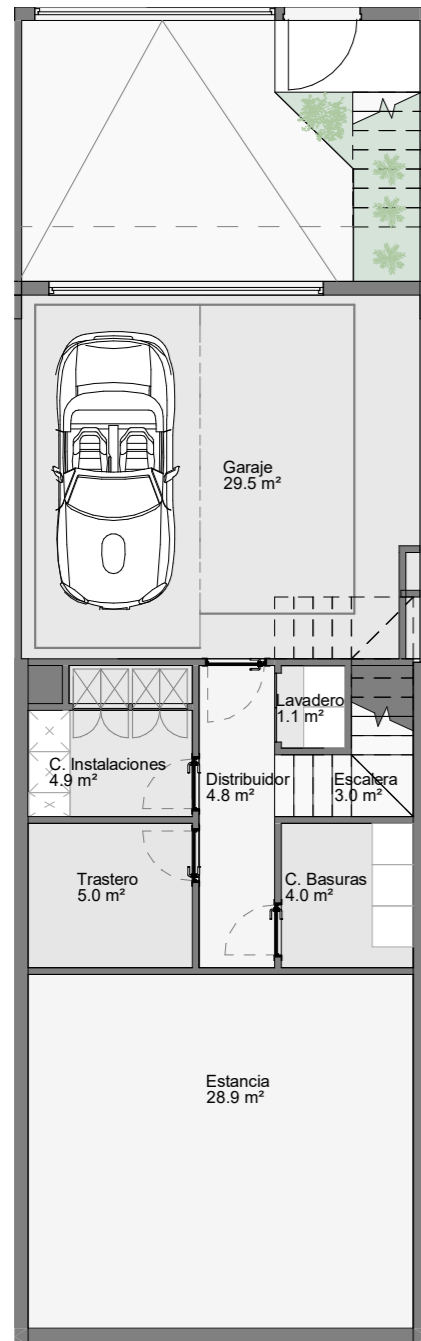 Garaje
29.5 m²
Lavadero
1.1 m²
C. Instalaciones
4.9 m²
Distribuidor
4.8 m²
Escalera
3.0 m²
Trastero
5.0 m²
C. Basuras
4.0 m²
Estancia
28.9 m²